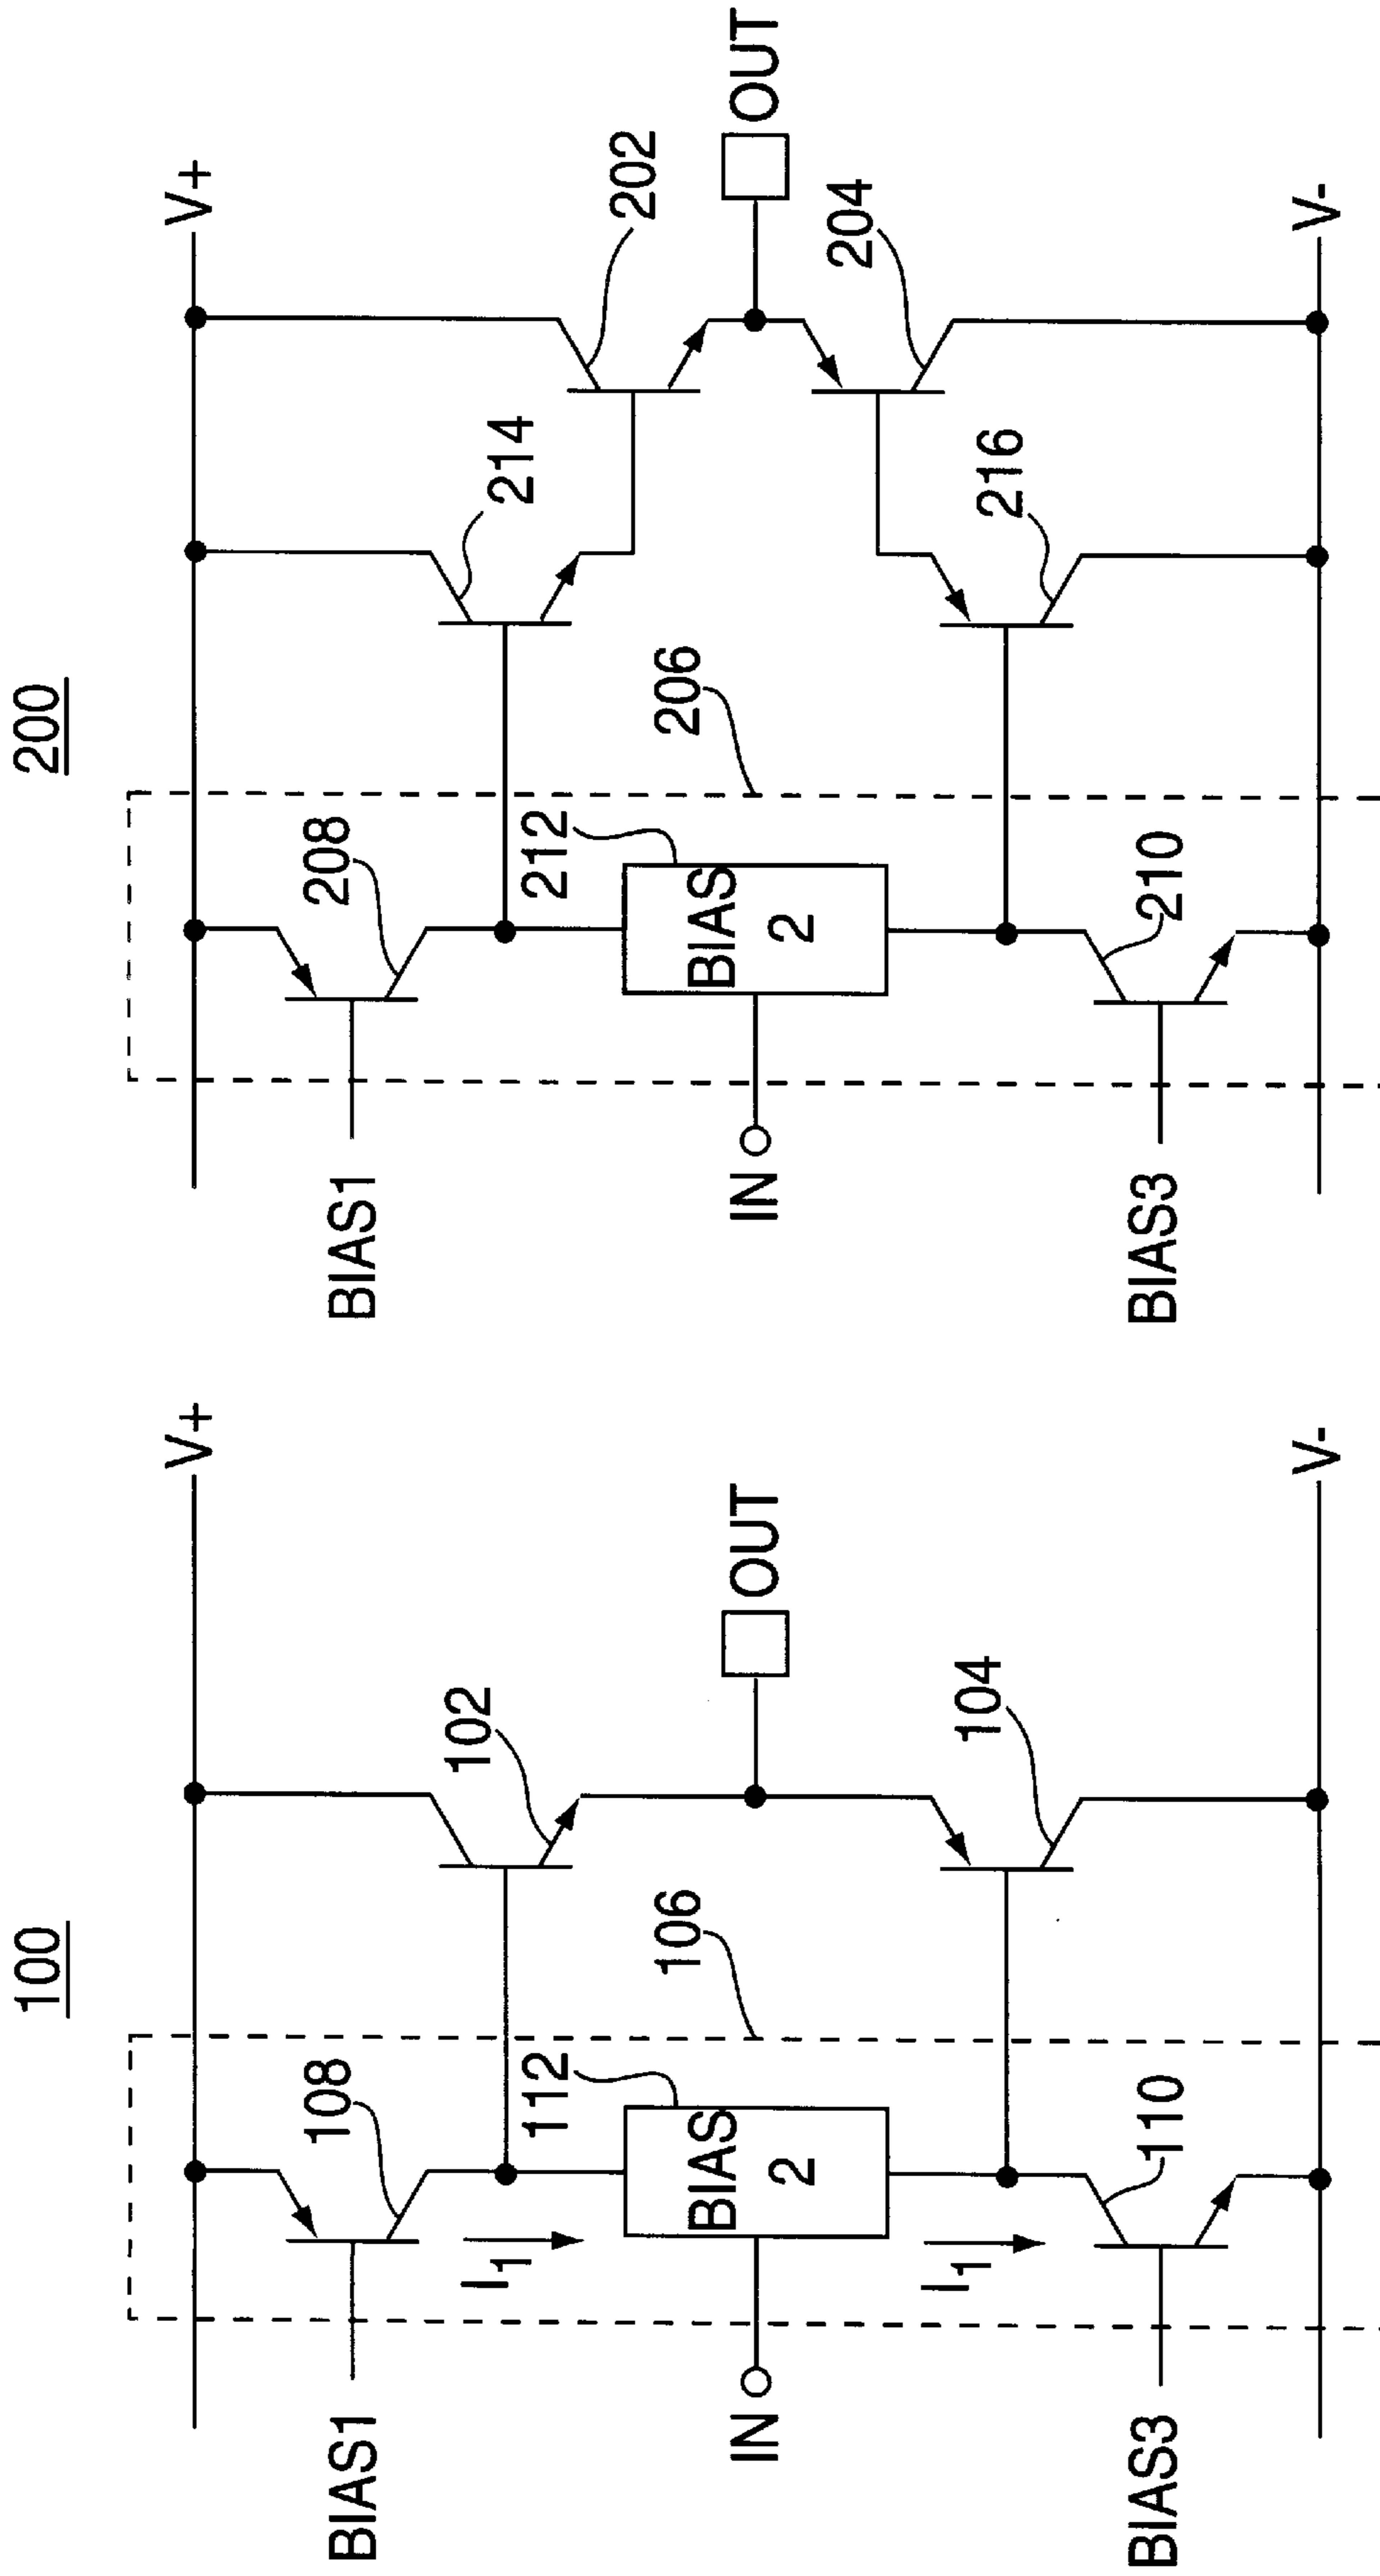 100
V+
BIAS1
108
102
I1
112
106
IN
BIAS
2
OUT
I1
104
BIAS3
110
V-
200
V+
BIAS1
208
214
202
212
206
IN
BIAS
2
OUT
204
216
BIAS3
210
V-